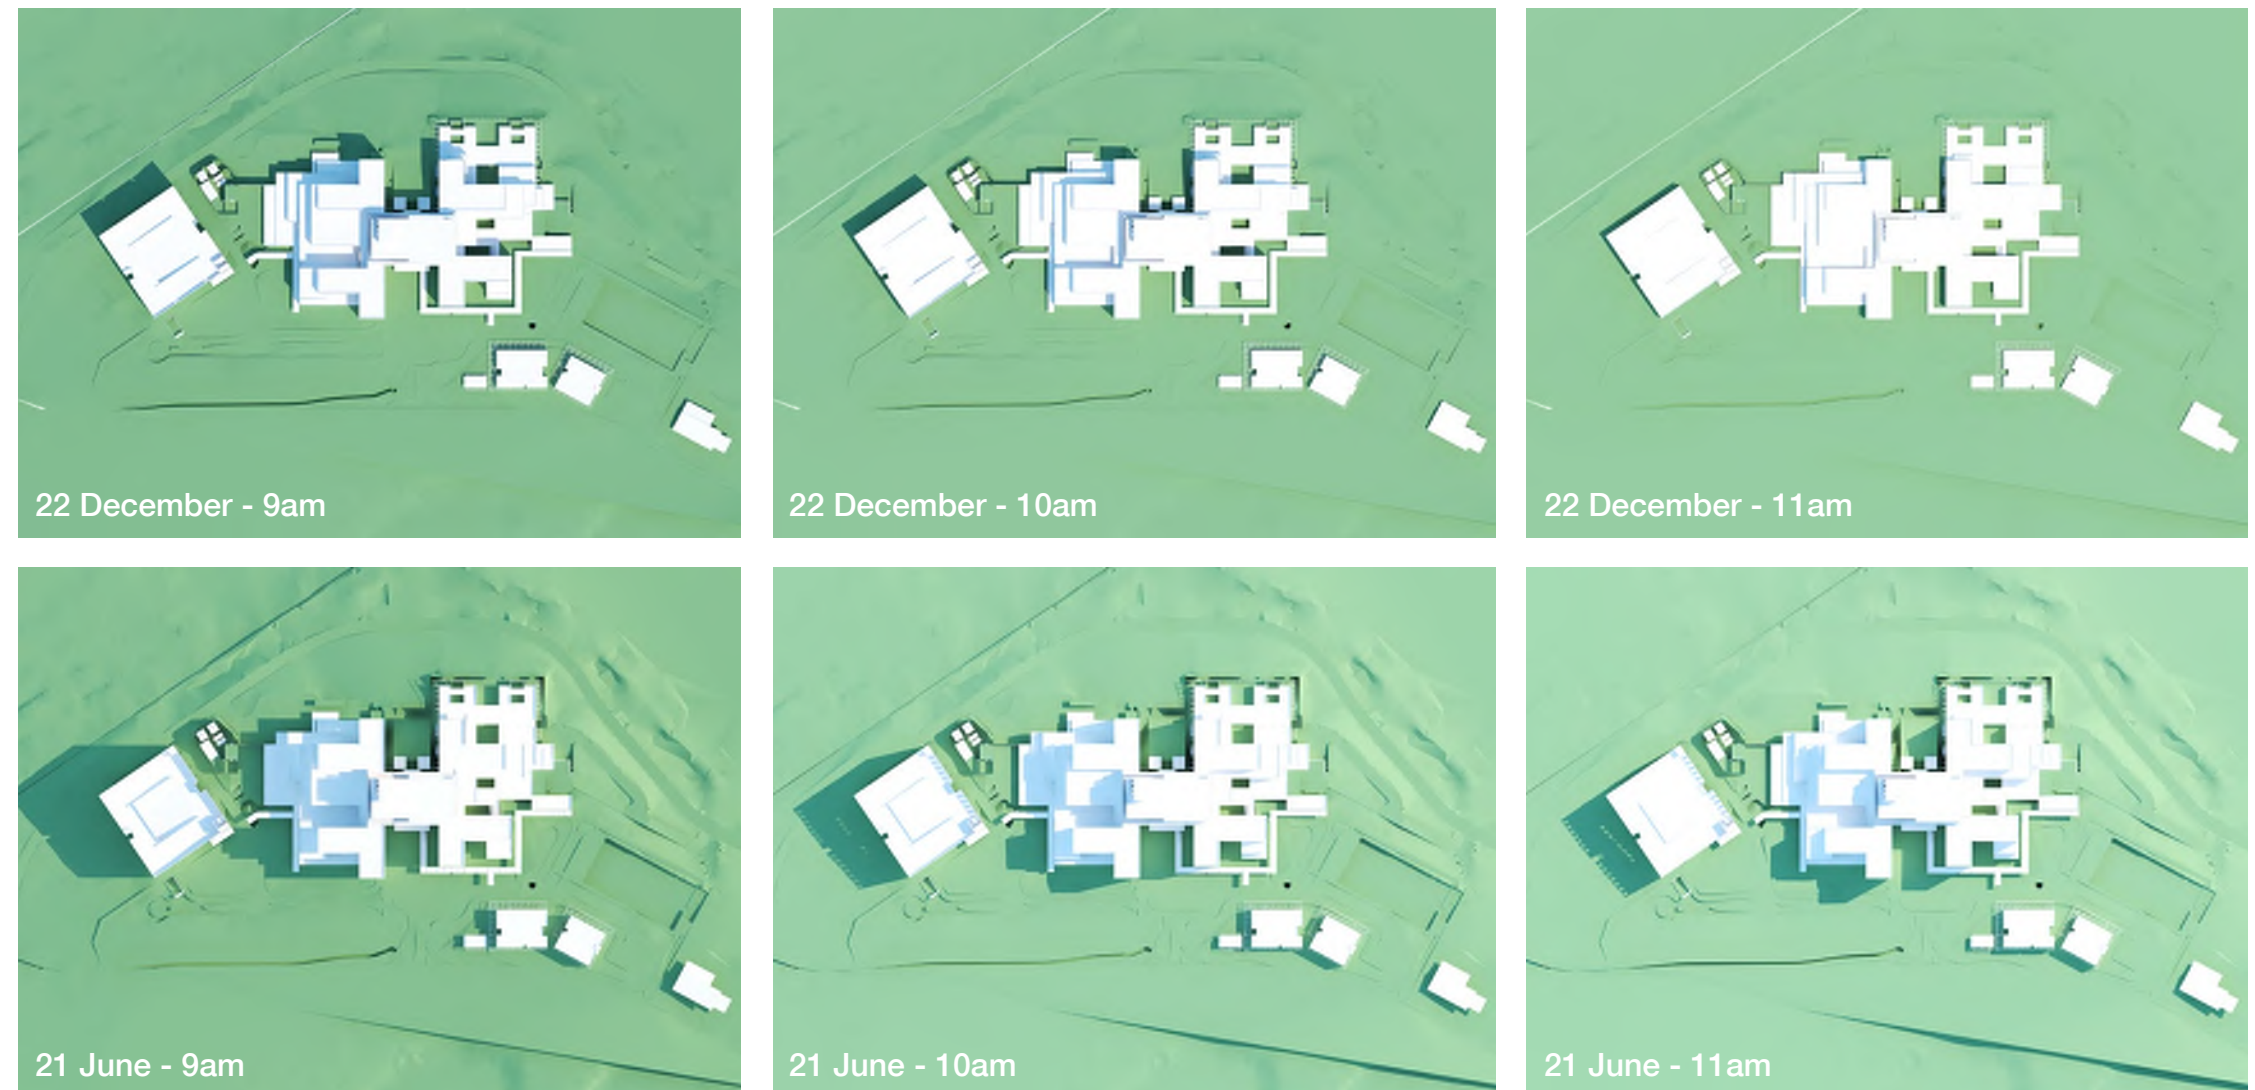 22 December - 9am
22 December - 10am
22 December - 11am
21 June - 9am
21 June - 10am
21 June - 11am